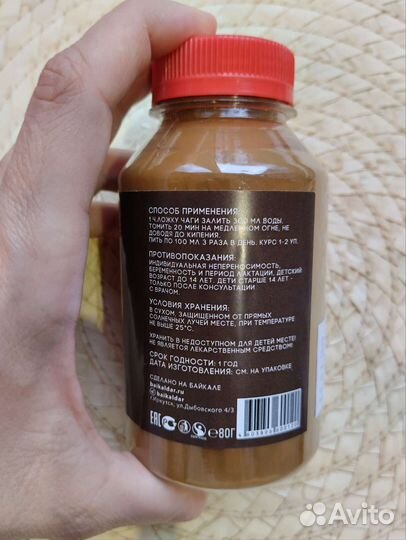 СПОСОБ ПРИМЕНЕНИЯ:
1 Ч.ЛОЖКУ ЧАГИ ЗАЛИТЬ 300 МЛ ВОДЫ.
ТОМИТЬ 20 МИН НА МЕДЛЕННОМ ОГНЕ, НЕ
ДОВОДЯ ДО КИПЕНИЯ.
ПИТЬ ПО 100 МЛ 3 РАЗА В ДЕНЬ. КУРС 1-2 УП.
ПРОТИВОПОКАЗАНИЯ:
ИНДИВИДУАЛЬНАЯ НЕПЕРЕНОСИМОСТЬ,
БЕРЕМЕННОСТЬ И ПЕРИОД ЛАКТАЦИИ, ДЕТСКИЙ
ВОЗРАСТ ДО 14 ЛЕТ. ДЕТИ СТАРШЕ 14 ЛЕТ -
ТОЛЬКО ПОСЛЕ КОНСУЛЬТАЦИИ
С ВРАЧОМ.
УСЛОВИЯ ХРАНЕНИЯ:
В СУХОМ, ЗАЩИЩЕННОМ ОТ ПРЯМЫХ
СОЛНЕЧНЫХ ЛУЧЕЙ МЕСТЕ, ПРИ ТЕМПЕРАТУРЕ
НЕ ВЫШЕ 25°С.
ХРАНИТЬ В НЕДОСТУПНОМ ДЛЯ ДЕТЕЙ МЕСТЕ!
НЕ ЯВЛЯЕТСЯ ЛЕКАРСТВЕННЫМ СРЕДСТВОМ!
СРОК ГОДНОСТИ: 1 ГОД
ДАТА ИЗГОТОВЛЕНИЯ: СМ. НА УПАКОВКЕ
СДЕЛАНО НА БАЙКАЛЕ
baikaldar.ru
baikaldar
г.Иркутск, ул.Дыбовского 4/3
EAC 80Г
Avito